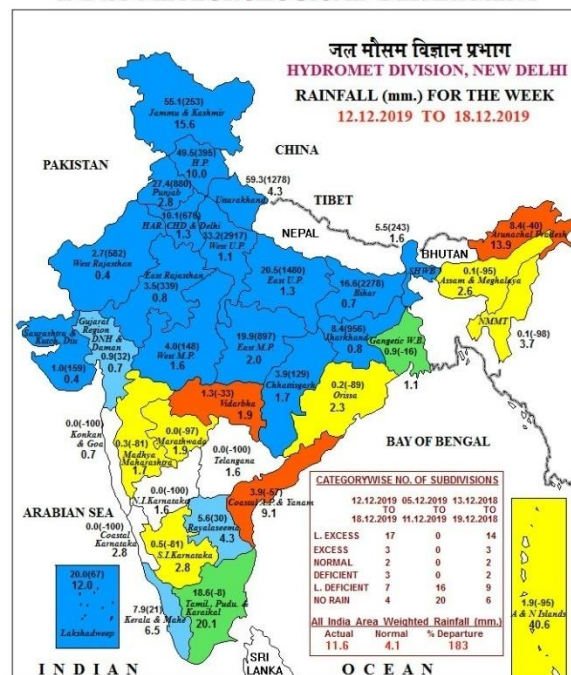 जल मौसम विज्ञान प्रभाग
HYDROMET DIVISION, NEW DELHI
RAINFALL (mm.) FOR THE WEEK
12.12.2019 TO 18.12.2019
55.1(253)
Jammu & Kashmir
15.6
PAKISTAN
CHINA
49.5(395)
H.P.
10.0
27.4(880)
Punjab
2.8
59.3(1278)
Uttarakhand
4.3
TIBET
10.1(676)
HAR. CHD & Delhi
1.3
33.2(2917)
West U.P.
1.1
NEPAL
5.5(243)
1.6
SHWB
BHUTAN
8.4(-40)
Arunachal Pradesh
13.9
2.7(582)
West Rajasthan
0.4
East Rajasthan
3.5(339)
0.8
20.5(1460)
East U.P.
1.3
16.6(2278)
Bihar
0.7
0.1(-95)
Assam & Meghalaya
2.6
NMMT
0.1(-98)
3.7
Saurashtra &
Kutch, Diu
1.0(159)
0.4
Gujarat
Region
DNH &
Daman
0.9(32)
0.7
4.0(148)
West M.P.
1.6
19.9(897)
East M.P.
2.0
8.4(956)
Jharkhand
0.8
Gangetic W.B.
0.9(-16)
1.1
3.9(129)
Chhattisgarh
1.7
0.2(-89)
Orissa
2.3
1.3(-33)
Vidarbha
1.9
0.0(-100)
Konkan
& Goa
0.7
0.3(-81)
Madhya
Maharashtra
1.7
0.0(-97)
Marathwada
1.9
0.0(-100)
Telangana
1.6
BAY OF BENGAL
ARABIAN SEA
0.0(-100)
N.I.Karnataka
1.6
3.9(-57)
Coastal A.P. & Yanam
9.1
0.0(-100)
Coastal
Karnataka
2.8
0.5(-81)
S.I.Karnataka
2.8
5.6(30)
Rayalaseema
4.3
20.0(67)
12.0
Lakshadweep
7.9(21)
Kerala & Mahe
6.5
18.6(-8)
Tamil, Pudu. &
Karaikal
20.1
CATEGORYWISE NO. OF SUBDIVISIONS
12.12.2019 05.12.2019 13.12.2018
TO TO TO
18.12.2019 11.12.2019 19.12.2018
L. EXCESS 17 0 14
EXCESS 3 0 3
NORMAL 2 0 2
DEFICIENT 3 0 2
L. DEFICIENT 7 16 9
NO RAIN 4 20 6
All India Area Weighted Rainfall (mm.)
Actual Normal % Departure
11.6 4.1 183
1.9(-95)
A & N Islands
40.6
SRI
LANKA
INDIAN OCEAN